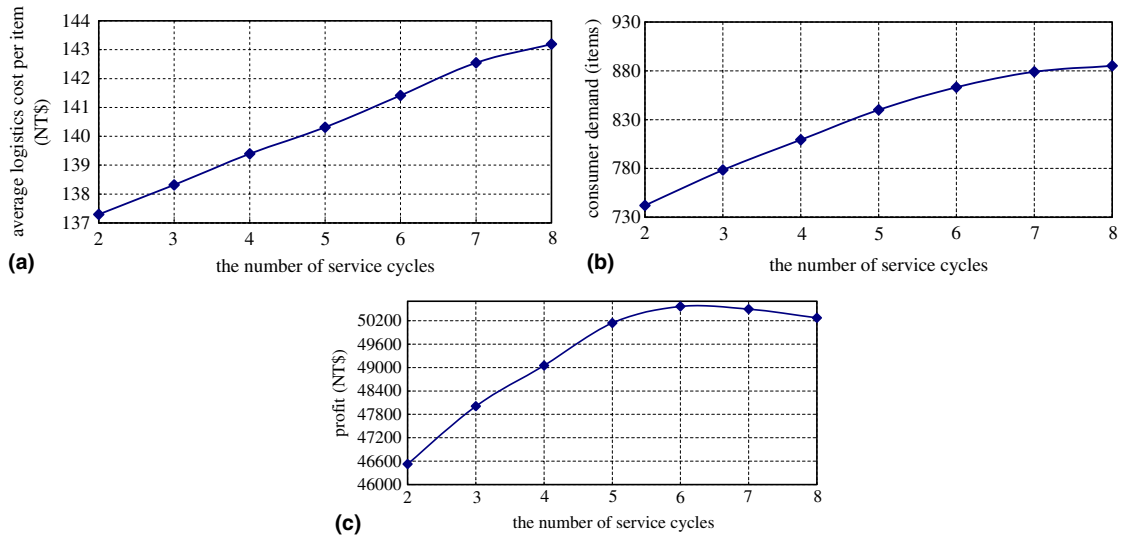 average logistics cost per item
(NT$)
144
143
142
141
140
139
138
137
2 3 4 5 6 7 8
the number of service cycles
(a)
consumer demand (items)
930
880
830
780
730
2 3 4 5 6 7 8
the number of service cycles
(b)
profit (NT$)
50200
49600
49000
48400
47800
47200
46600
46000
2 3 4 5 6 7 8
the number of service cycles
(c)